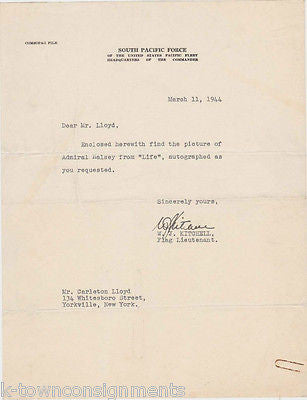 COMSOPAC FILE
SOUTH PACIFIC FORCE
OF THE UNITED STATES PACIFIC FLEET
HEADQUARTERS OF THE COMMANDER
March 11, 1944
Dear Mr. Lloyd,
Enclosed herewith find the picture of
Admiral Halsey from "Life", autographed as
you requested.
Sincerely yours,
KITCHELL,
Flag Lieutenant.
Mr. Carleton Lloyd
134 Whitesboro Street,
Yorkville, New York.
k-townconsignments